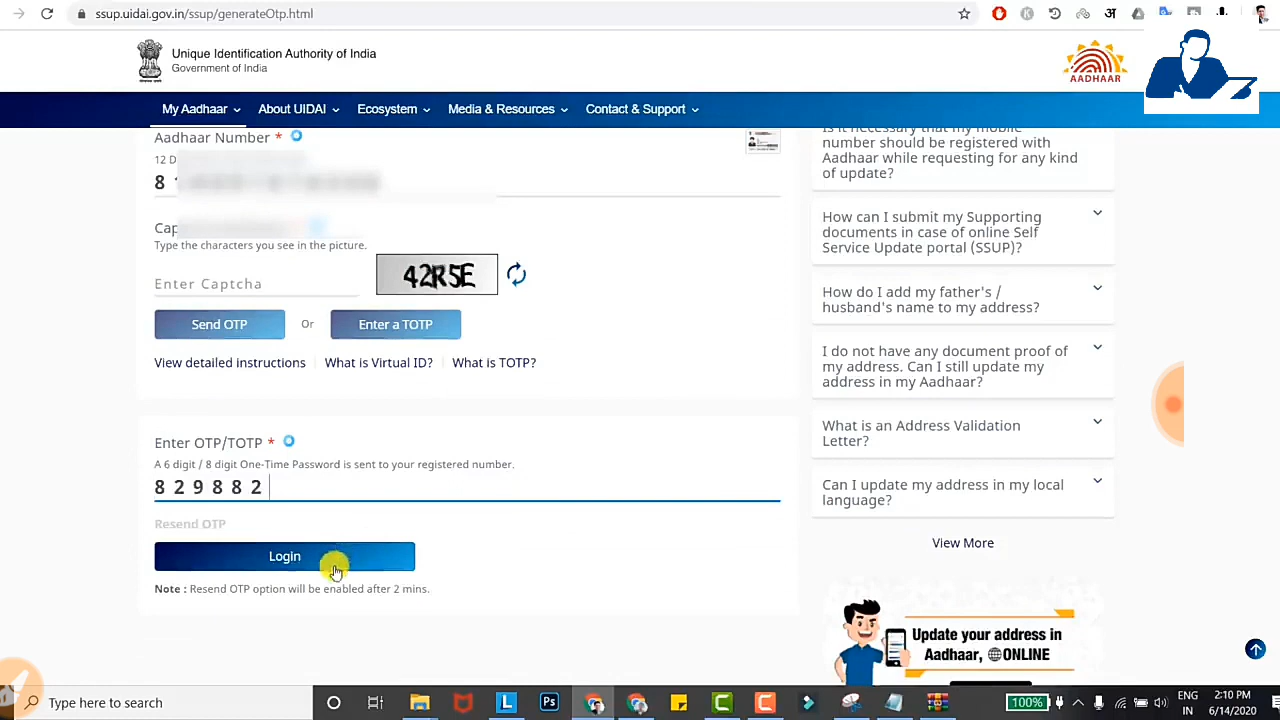 ssup.uidai.gov.in/ssup/generateOtp.html
अ
Unique Identification Authority of India
Government of India
AADHAAR
My Aadhaar
About UIDAI
Ecosystem
Media & Resources
Contact & Support
Aadhaar Number *
12 D
8 1
Cap
Type the characters you see in the picture.
Enter Captcha
42R5E
Send OTP
Or
Enter a TOTP
View detailed instructions
What is Virtual ID?
What is TOTP?
Enter OTP/TOTP *
A 6 digit / 8 digit One-Time Password is sent to your registered number.
8 2 9 8 8 2
Resend OTP
Login
Note : Resend OTP option will be enabled after 2 mins.
Is it necessary that my mobile
number should be registered with
Aadhaar while requesting for any kind
of update?
How can I submit my Supporting
documents in case of online Self
Service Update portal (SSUP)?
How do I add my father's /
husband's name to my address?
I do not have any document proof of
my address. Can I still update my
address in my Aadhaar?
What is an Address Validation
Letter?
Can I update my address in my local
language?
View More
Update your address in
Aadhaar, ONLINE
Type here to search
L
Ps
C
C
100%
ENG
IN
2:10 PM
6/14/2020